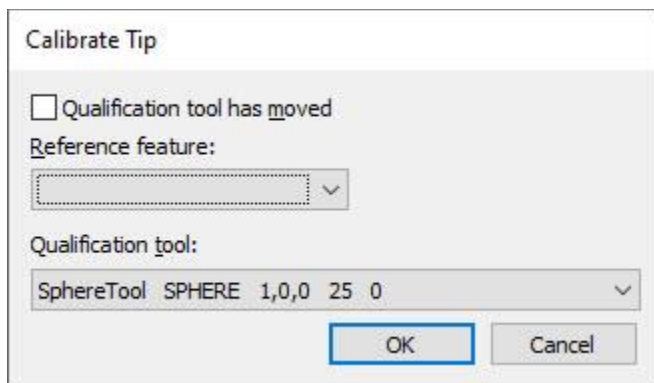 Calibrate Tip
Qualification tool has moved
Reference feature:
Qualification tool:
SphereTool SPHERE 1,0,0 25 0
OK Cancel